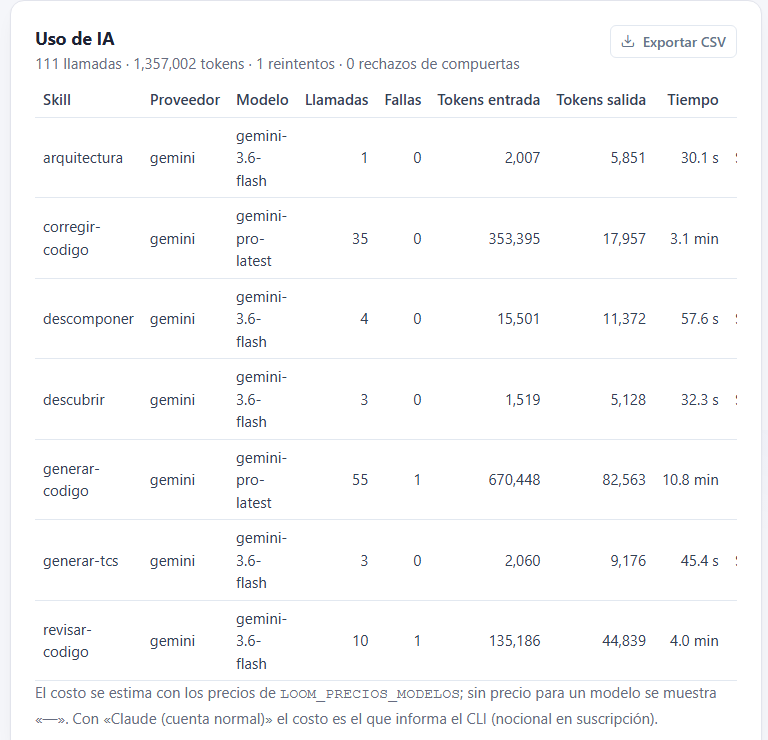 Uso de IA
Exportar CSV
111 llamadas · 1,357,002 tokens · 1 reintentos · 0 rechazos de compuertas
Skill Proveedor Modelo Llamadas Fallas Tokens entrada Tokens salida Tiempo
arquitectura gemini gemini-3.6-flash 1 0 2,007 5,851 30.1 s
corregir-codigo gemini gemini-pro-latest 35 0 353,395 17,957 3.1 min
descomponer gemini gemini-3.6-flash 4 0 15,501 11,372 57.6 s
descubrir gemini gemini-3.6-flash 3 0 1,519 5,128 32.3 s
generar-codigo gemini gemini-pro-latest 55 1 670,448 82,563 10.8 min
generar-tcs gemini gemini-3.6-flash 3 0 2,060 9,176 45.4 s
revisar-codigo gemini gemini-3.6-flash 10 1 135,186 44,839 4.0 min
El costo se estima con los precios de LOOM_PRECIOS_MODELOS; sin precio para un modelo se muestra
«—». Con «Claude (cuenta normal)» el costo es el que informa el CLI (nocional en suscripción).